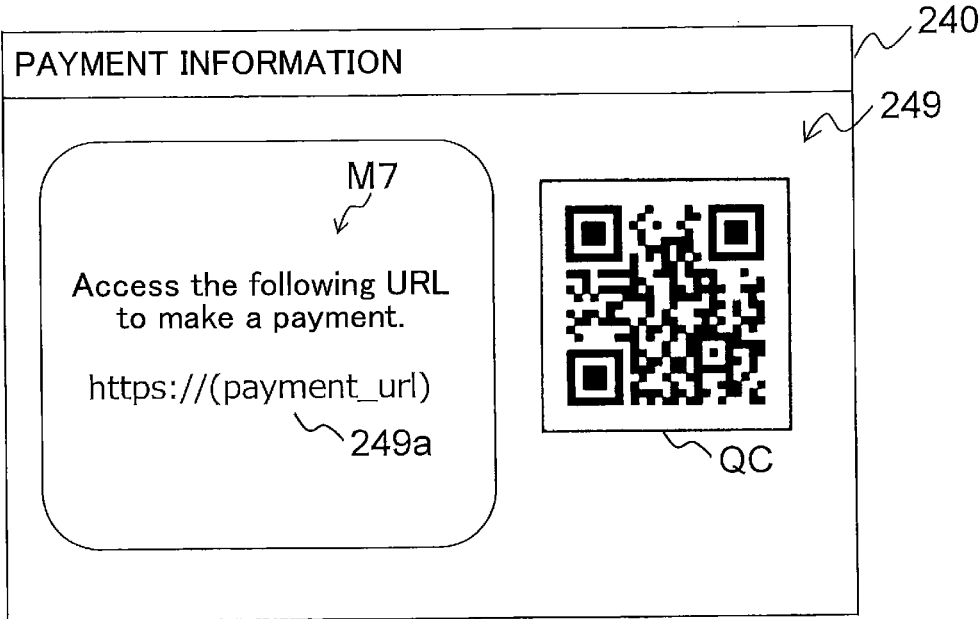 240
PAYMENT INFORMATION
249
M7
Access the following URL
to make a payment.
https://(payment_url)
249a
QC